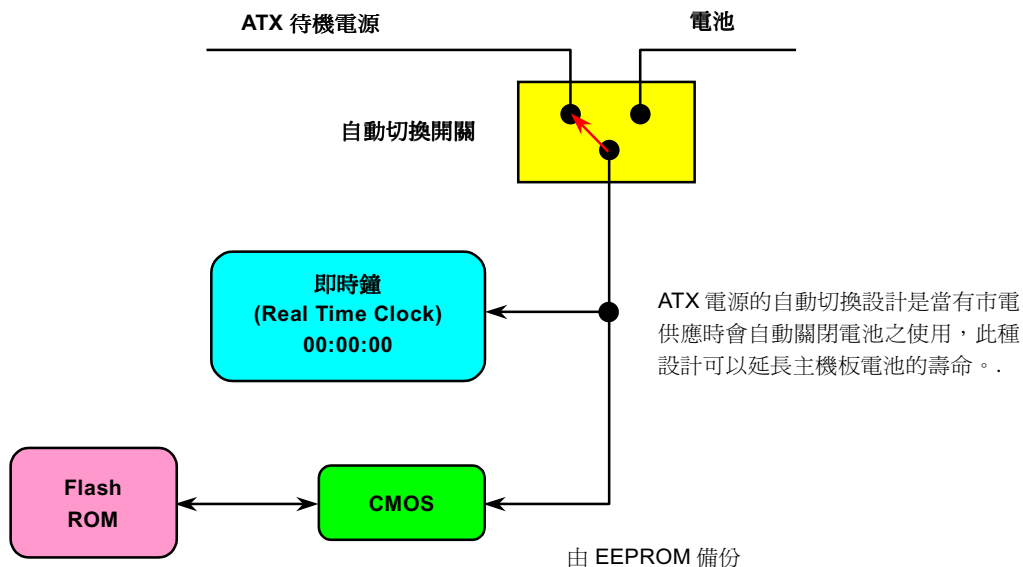 ATX 待機電源
電池
自動切換開關
即時鐘
(Real Time Clock)
00:00:00
ATX 電源的自動切換設計是當有市電
供應時會自動關閉電池之使用，此種
設計可以延長主機板電池的壽命。.
Flash
ROM
CMOS
由 EEPROM 備份